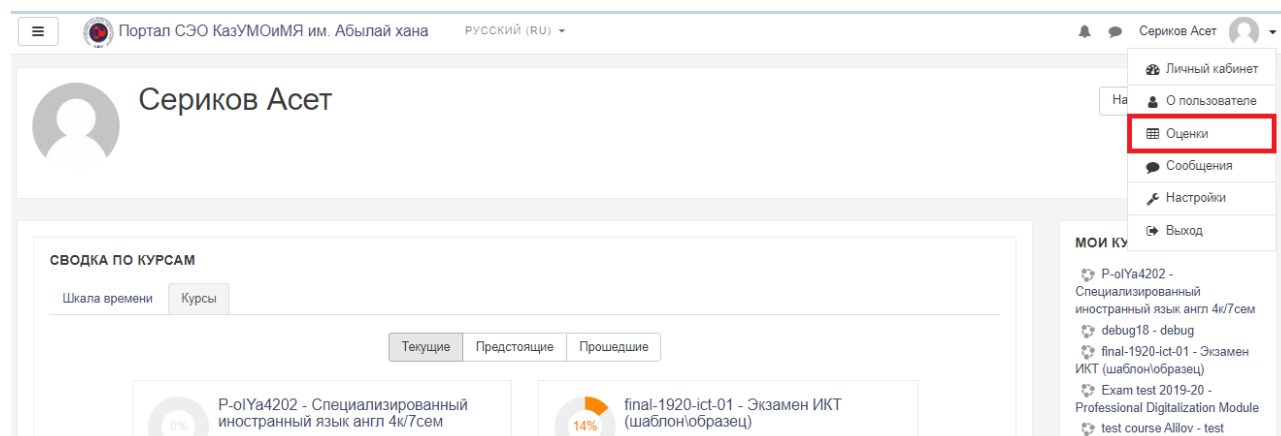 Портал СЭО КазУМОиМЯ им. Абылай хана
РУССКИЙ (RU)
Сериков Асет
Личный кабинет
О пользователе
Оценки
Сообщения
Настройки
Выход
Сериков Асет
На
СВОДКА ПО КУРСАМ
Шкала времени
Курсы
Текущие
Предстоящие
Прошедшие
0%
P-olYa4202 - Специализированный
иностранный язык англ 4к/7сем
14%
final-1920-ict-01 - Экзамен ИКТ
(шаблон\образец)
МОИ КУ
P-olYa4202 -
Специализированный
иностранный язык англ 4к/7сем
debug18 - debug
final-1920-ict-01 - Экзамен
ИКТ (шаблон\образец)
Exam test 2019-20 -
Professional Digitalization Module
test course Alilov - test